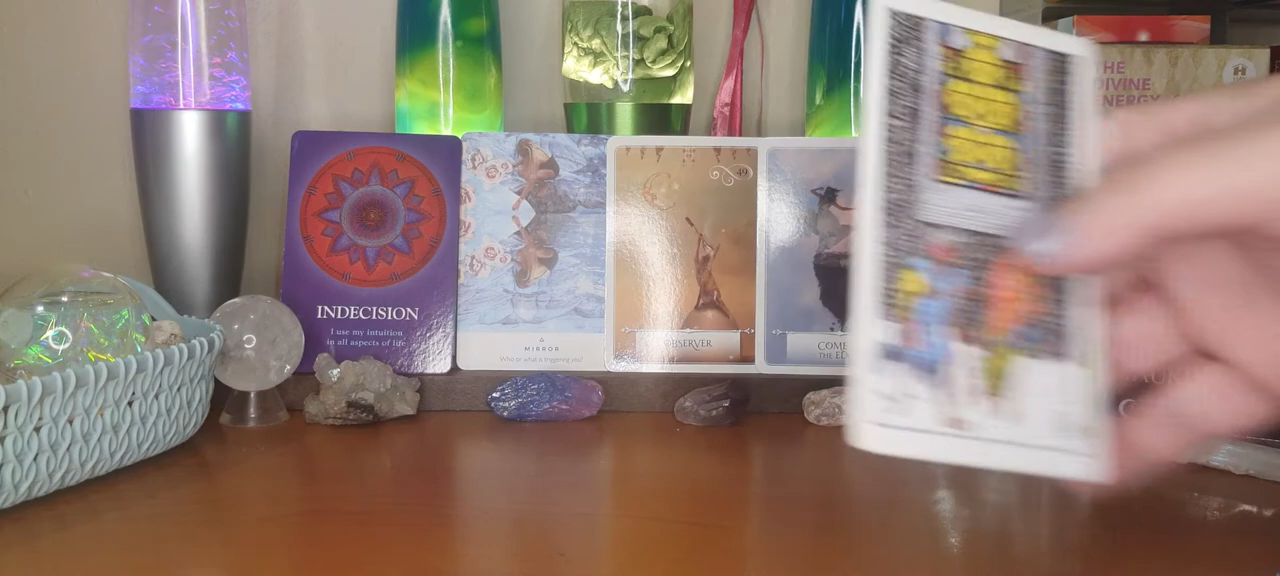 INDECISION
I use my intuition
in all aspects of life
MIRROR
Who or what is triggering you?
49
OBSERVER
COME
THE ED
THE
DIVINE
ENERGY